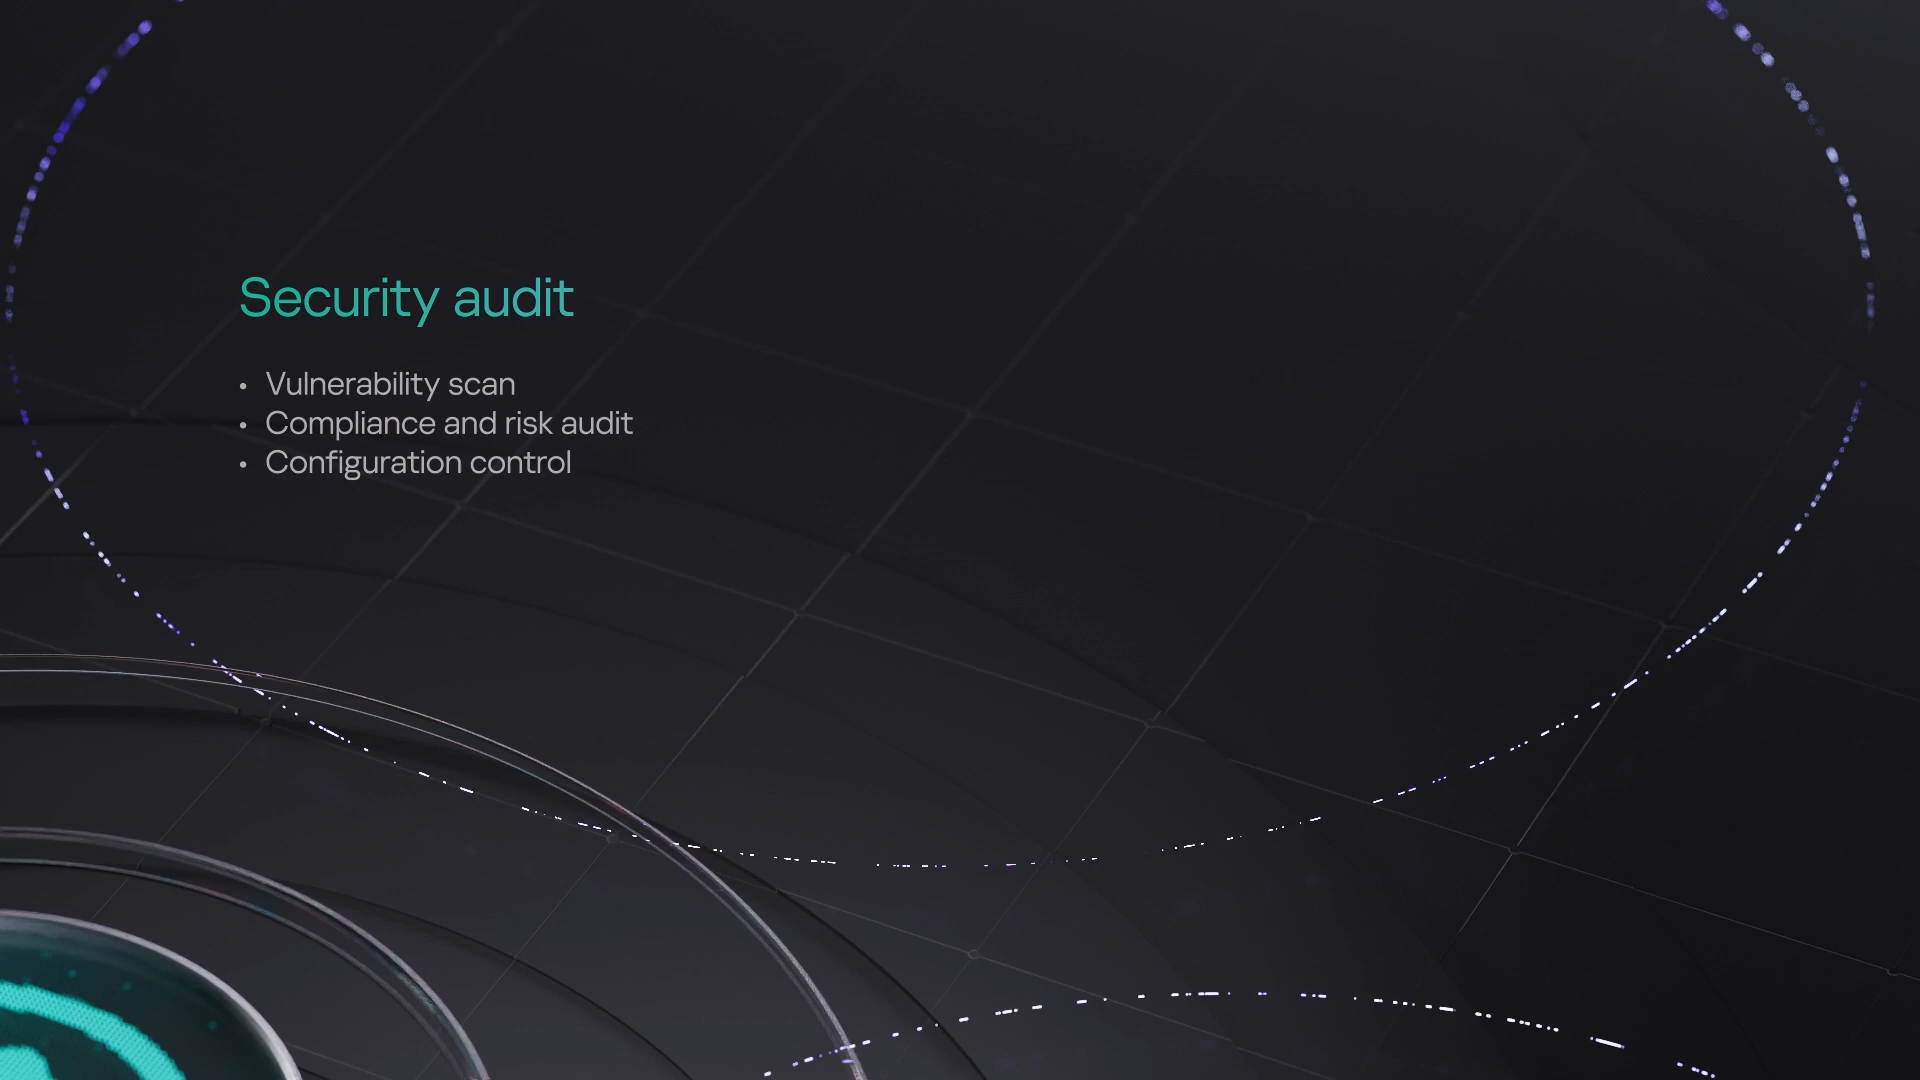 Security audit
• Vulnerability scan
• Compliance and risk audit
• Configuration control